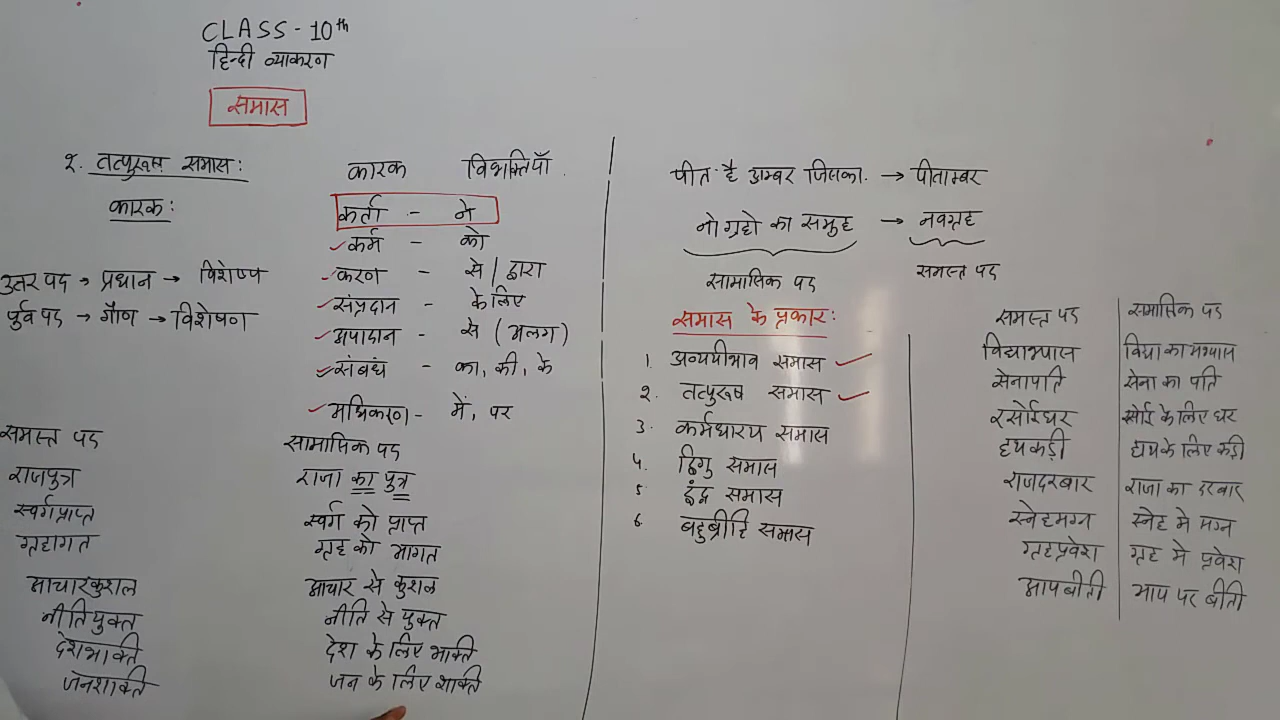 CLASS - 10th
हिन्दी व्याकरण
समास
२. तत्पुरूष समास:
कारक:
उत्तर पद → प्रधान → विशेष्य
पुर्व पद → गौण → विशेषण
कारक विभक्तियाँ
कर्ता - ने
कर्म - को
करण - से / द्वारा
संप्रदान - के लिए
अपादान - से (अलग)
संबधं - का, की, के
अधिकरण - में, पर
समस्त पद सामासिक पद
राजपुत्र राजा का पुत्र
स्वर्गप्राप्त स्वर्ग को प्राप्त
गृहागत गृह को आगत
आचारकुशल आचार से कुशल
नीतियुक्त नीति से युक्त
देशभक्ति देश के लिए भक्ति
जनशक्ति जन के लिए शक्ति
पीत है अम्बर जिसका. → पीताम्बर
नो ग्रहो का समुह → नवग्रह
सामासिक पद समस्त पद
समास के प्रकार:
1. अव्ययीभाव समास
२. तत्पुरूष समास
3. कर्मधारय समास
4. द्विगु समास
5 द्वंद्व समास
6. बहुब्रीहि समास
समस्त पद सामासिक पद
विद्याभ्यास विद्या का अभ्यास
सेनापति सेना का पति
रसोईघर रसोई के लिए घर
हथकड़ी हाथ के लिए कड़ी
राजदरबार राजा का दरबार
स्नेहमग्न स्नेह मे मग्न
गृहप्रवेश गृह मे प्रवेश
आपबीती आप पर बीती